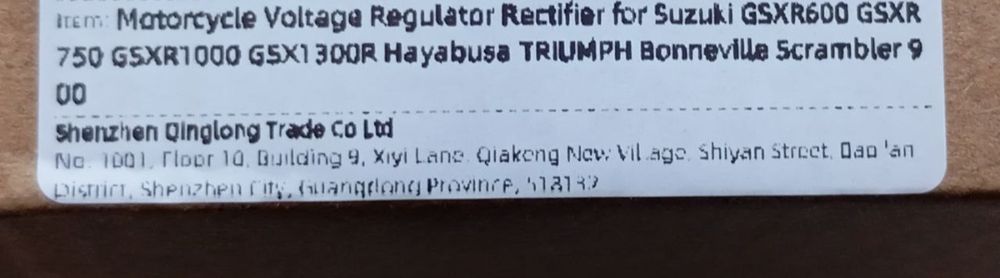 Item: Motorcycle Voltage Regulator Rectifier for Suzuki GSXR600 GSXR
750 GSXR1000 GSX1300R Hayabusa TRIUMPH Bonneville Scrambler 9
00
Shenzhen Qinglong Trade Co Ltd
No. 1001, Floor 10, Building 9, Xiyi Lane, Qiakeng New Village, Shiyan Street, Bao'an
District, Shenzhen City, Guangdong Province,